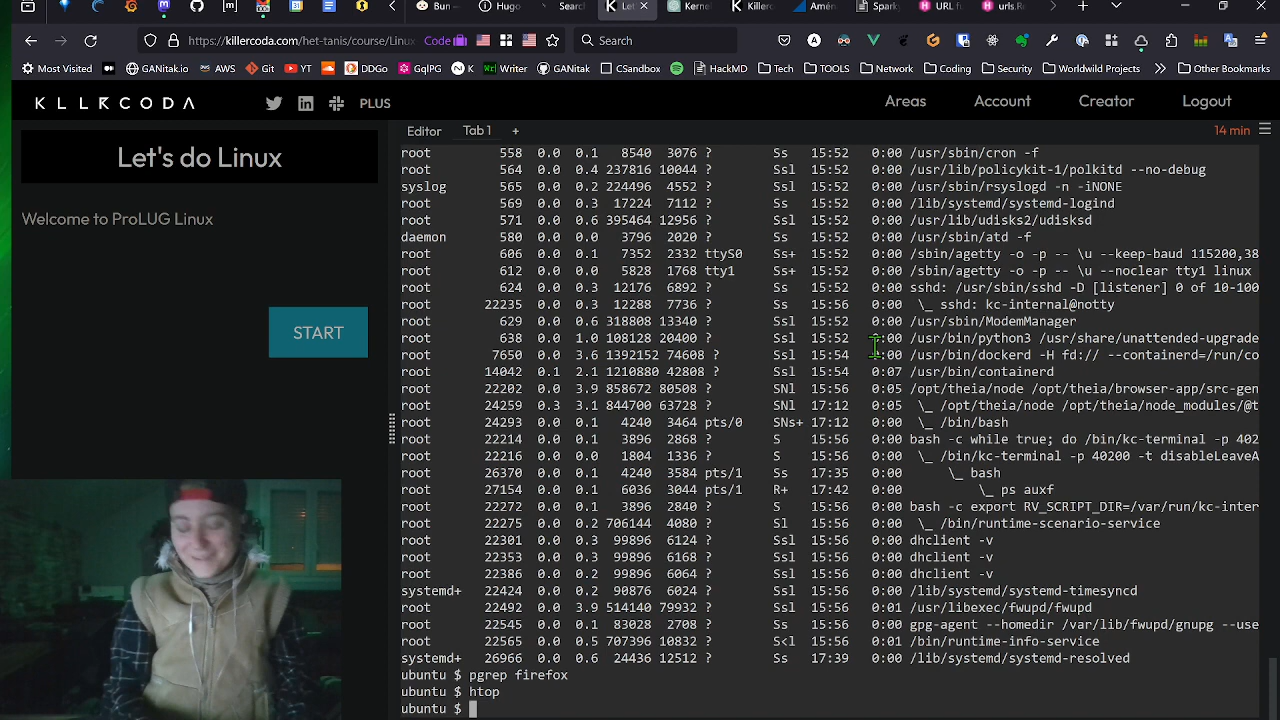 Bun —
Hugo
Searc
Let
Kernel
Killerc
Amén
Spark
URL fu
urls.Re
https://killercoda.com/het-tanis/course/Linux
Code
Search
Most Visited
GANitak.io
AWS
Git
YT
DDGo
GqlPG
N K
Writer
GANitak
CSandbox
HackMD
Tech
TOOLS
Network
Coding
Security
Worldwid Projects
Other Bookmarks
KLLRCODA
PLUS
Areas
Account
Creator
Logout
Let's do Linux
Welcome to ProLUG Linux
START
Editor
Tab 1
+
14 min
root 558 0.0 0.1 8540 3076 ? Ss 15:52 0:00 /usr/sbin/cron -f
root 564 0.0 0.4 237816 10044 ? Ssl 15:52 0:00 /usr/lib/policykit-1/polkitd --no-debug
syslog 565 0.0 0.2 224496 4552 ? Ssl 15:52 0:00 /usr/sbin/rsyslogd -n -iNONE
root 569 0.0 0.3 17224 7112 ? Ss 15:52 0:00 /lib/systemd/systemd-logind
root 571 0.0 0.6 395464 12956 ? Ssl 15:52 0:00 /usr/lib/udisks2/udisksd
daemon 580 0.0 0.0 3796 2020 ? Ss 15:52 0:00 /usr/sbin/atd -f
root 606 0.0 0.1 7352 2332 ttyS0 Ss+ 15:52 0:00 /sbin/agetty -o -p -- \u --keep-baud 115200,38
root 612 0.0 0.0 5828 1768 tty1 Ss+ 15:52 0:00 /sbin/agetty -o -p -- \u --noclear tty1 linux
root 624 0.0 0.3 12176 6892 ? Ss 15:52 0:00 sshd: /usr/sbin/sshd -D [listener] 0 of 10-100
root 22235 0.0 0.3 12288 7736 ? Ss 15:56 0:00 \_ sshd: kc-internal@notty
root 629 0.0 0.6 318808 13340 ? Ssl 15:52 0:00 /usr/sbin/ModemManager
root 638 0.0 1.0 108128 20400 ? Ssl 15:52 0:00 /usr/bin/python3 /usr/share/unattended-upgrade
root 7650 0.0 3.6 1392152 74608 ? Ssl 15:54 0:00 /usr/bin/dockerd -H fd:// --containerd=/run/co
root 14042 0.1 2.1 1210880 42808 ? Ssl 15:54 0:07 /usr/bin/containerd
root 22202 0.0 3.9 858672 80508 ? SNl 15:56 0:05 /opt/theia/node /opt/theia/browser-app/src-gen
root 24259 0.3 3.1 844700 63728 ? SNl 17:12 0:05 \_ /opt/theia/node /opt/theia/node_modules/@t
root 24293 0.0 0.1 4240 3464 pts/0 SNs+ 17:12 0:00 \_ /bin/bash
root 22214 0.0 0.1 3896 2868 ? S 15:56 0:00 bash -c while true; do /bin/kc-terminal -p 402
root 22216 0.0 0.0 1804 1336 ? S 15:56 0:00 \_ /bin/kc-terminal -p 40200 -t disableLeaveA
root 26370 0.0 0.1 4240 3584 pts/1 Ss 17:35 0:00 \_ bash
root 27154 0.0 0.1 6036 3044 pts/1 R+ 17:42 0:00 \_ ps auxf
root 22272 0.0 0.1 3896 2840 ? S 15:56 0:00 bash -c export RV_SCRIPT_DIR=/var/run/kc-inter
root 22275 0.0 0.2 706144 4080 ? Sl 15:56 0:00 \_ /bin/runtime-scenario-service
root 22301 0.0 0.3 99896 6124 ? Ssl 15:56 0:00 dhclient -v
root 22353 0.0 0.3 99896 6168 ? Ssl 15:56 0:00 dhclient -v
root 22386 0.0 0.2 99896 6064 ? Ssl 15:56 0:00 dhclient -v
systemd+ 22424 0.0 0.2 90876 6024 ? Ssl 15:56 0:00 /lib/systemd/systemd-timesyncd
root 22492 0.0 3.9 514140 79932 ? Ssl 15:56 0:01 /usr/libexec/fwupd/fwupd
root 22545 0.0 0.1 83028 2708 ? Ss 15:56 0:00 gpg-agent --homedir /var/lib/fwupd/gnupg --use
root 22565 0.0 0.5 707396 10832 ? S<l 15:56 0:01 /bin/runtime-info-service
systemd+ 26966 0.0 0.6 24436 12512 ? Ss 17:39 0:00 /lib/systemd/systemd-resolved
ubuntu $ pgrep firefox
ubuntu $ htop
ubuntu $